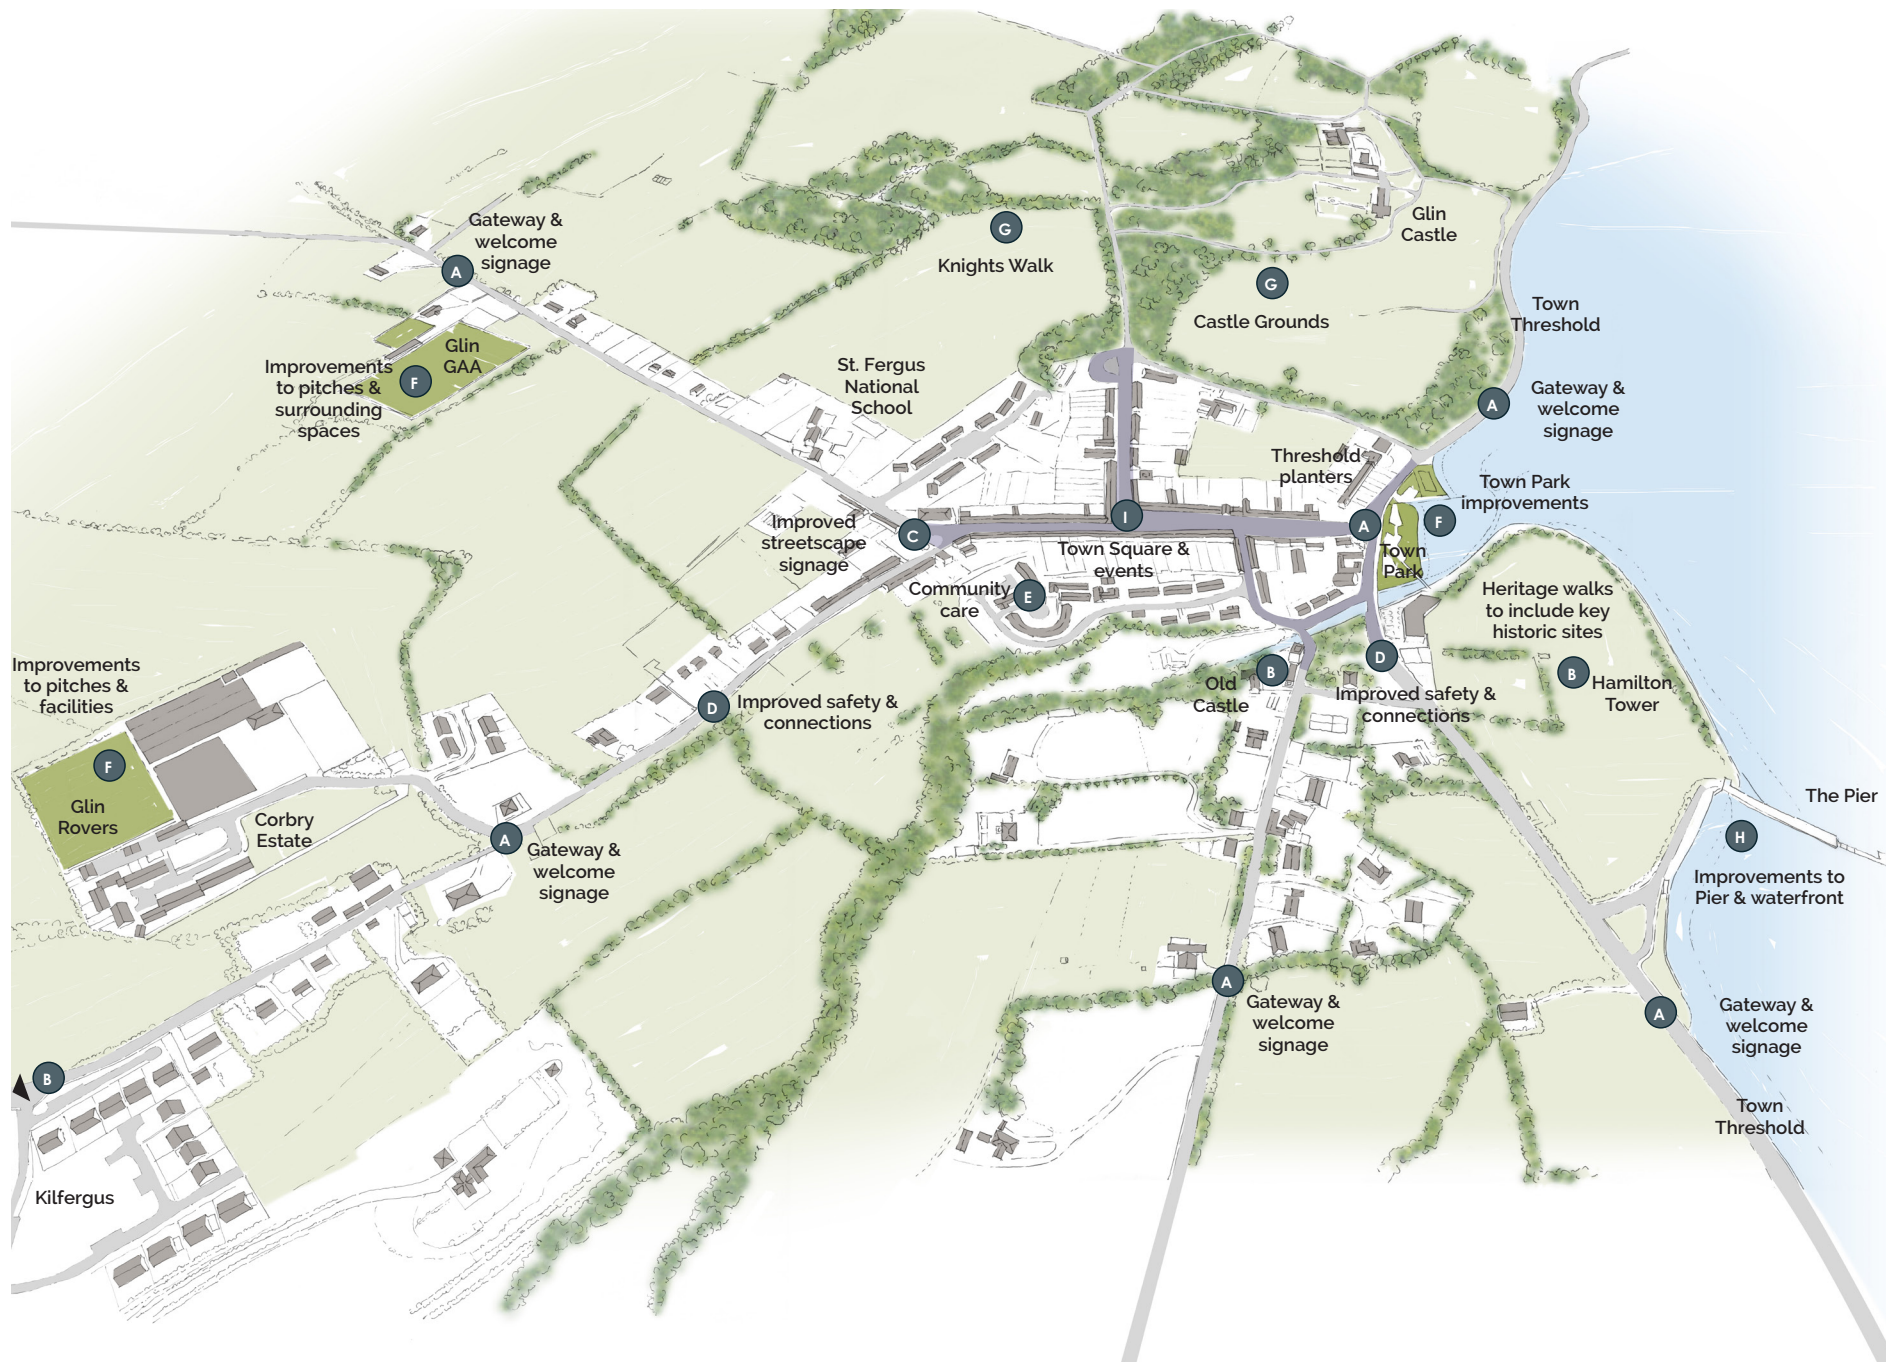 Gateway &
welcome
signage
A
G
Knights Walk
Glin
Castle
G
Castle Grounds
Town
Threshold
Glin
GAA
F
Improvements
to pitches &
surrounding
spaces
St. Fergus
National
School
A
Gateway &
welcome
signage
Threshold
planters
Town Park
improvements
F
A
Town
Park
I
Town Square &
events
C
Improved
streetscape
signage
Community
care
E
Heritage walks
to include key
historic sites
B
Hamilton
Tower
D
Improved safety &
connections
B
Old
Castle
Improvements
to pitches &
facilities
D
Improved safety &
connections
F
Glin
Rovers
Corbry
Estate
A
Gateway &
welcome
signage
The Pier
H
Improvements to
Pier & waterfront
A
Gateway &
welcome
signage
A
Gateway &
welcome
signage
B
Town
Threshold
Kilfergus